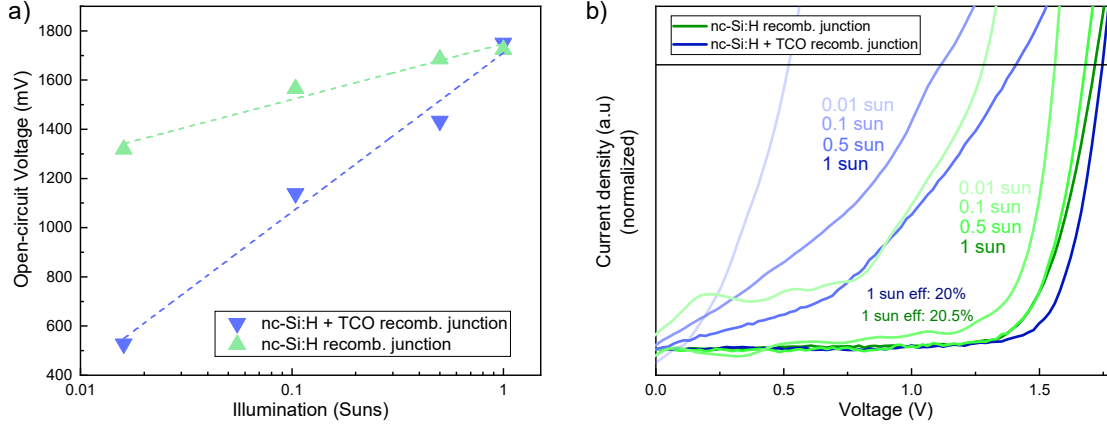 a)
Open-circuit Voltage (mV)
1800
1600
1400
1200
1000
800
600
400
0.01
0.1
1
Illumination (Suns)
nc-Si:H + TCO recomb. junction
nc-Si:H recomb. junction
b)
Current density (a.u)
(normalized)
nc-Si:H recomb. junction
nc-Si:H + TCO recomb. junction
0.01 sun
0.1 sun
0.5 sun
1 sun
0.01 sun
0.1 sun
0.5 sun
1 sun
1 sun eff: 20%
1 sun eff: 20.5%
0.0
0.5
1.0
1.5
Voltage (V)